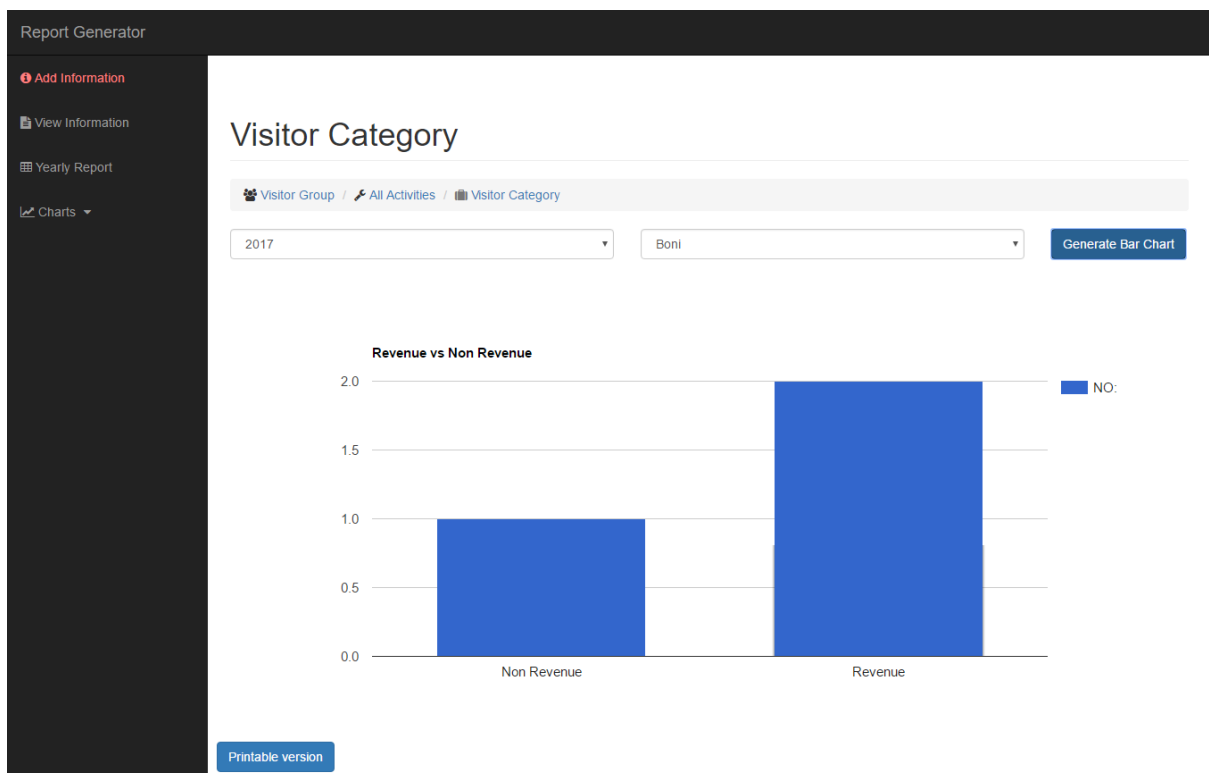 Report Generator
Add Information
View Information
Yearly Report
Charts
Visitor Category
Visitor Group / All Activities / Visitor Category
2017 Boni Generate Bar Chart
Revenue vs Non Revenue
2.0
1.5
1.0
0.5
0.0
NO:
Non Revenue Revenue
Printable version